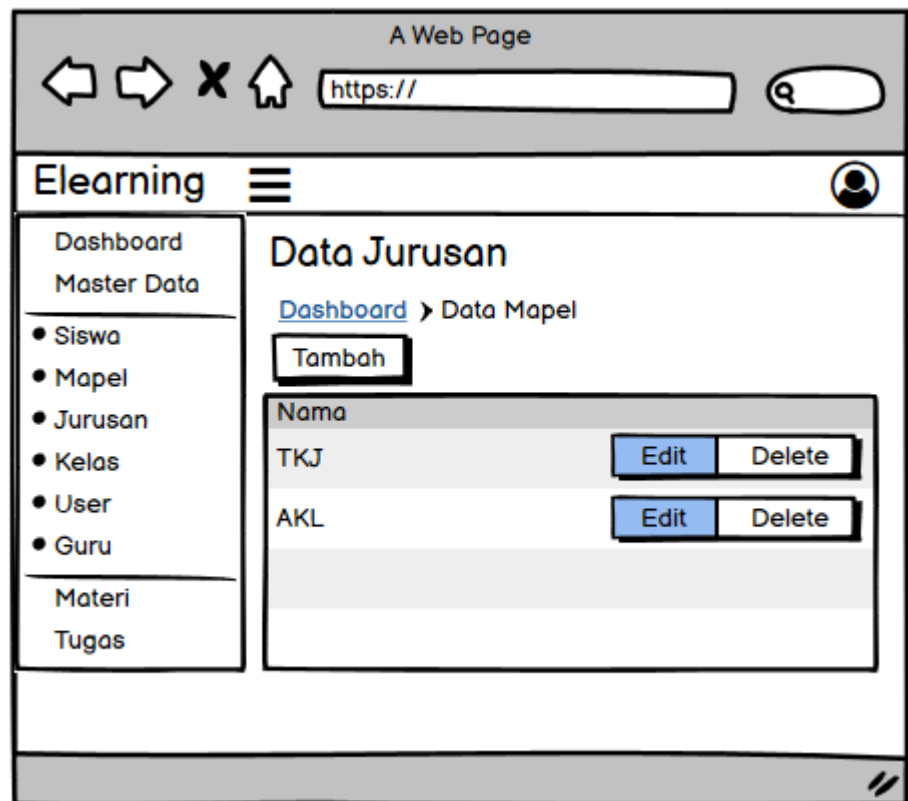 A Web Page
https://
Elearning
Dashboard
Master Data
Siswa
Mapel
Jurusan
Kelas
User
Guru
Materi
Tugas
Data Jurusan
Dashboard > Data Mapel
Tambah
Nama
TKJ Edit Delete
AKL Edit Delete